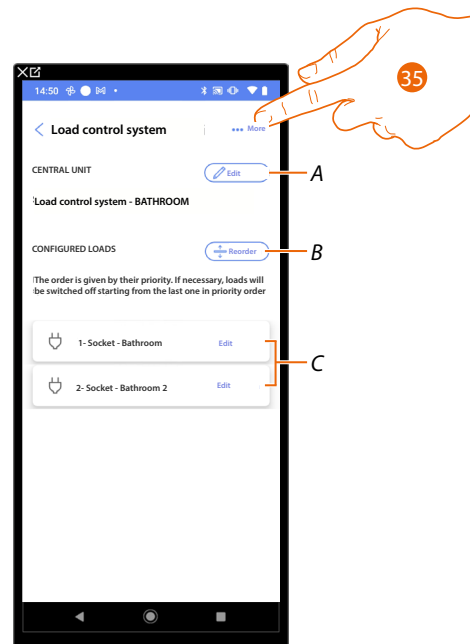 35
14:50
Load control system
••• More
CENTRAL UNIT
Edit
A
Load control system - BATHROOM
CONFIGURED LOADS
Reorder
B
The order is given by their priority. If necessary, loads will
be switched off starting from the last one in priority order
1- Socket - Bathroom
Edit
C
2- Socket - Bathroom 2
Edit